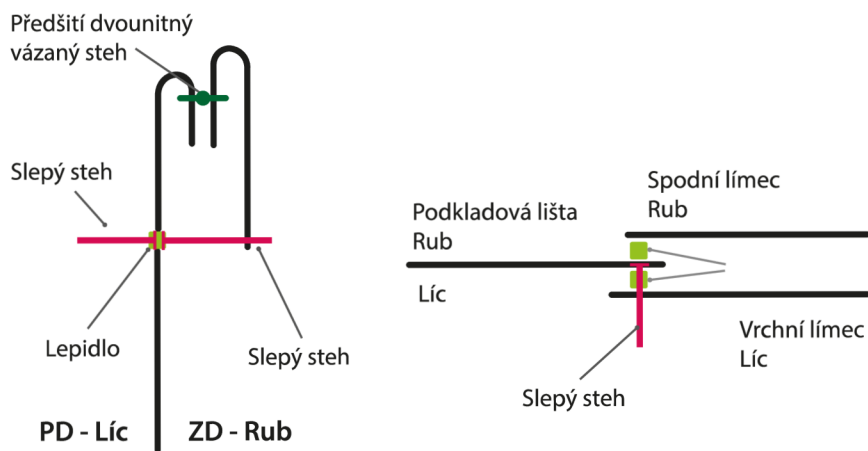 Předšití dvounitný
vázaný steh
Slepý steh
Lepidlo
Slepý steh
PD - Líc
ZD - Rub
Spodní límec
Rub
Podkladová lišta
Rub
Líc
Vrchní límec
Líc
Slepý steh